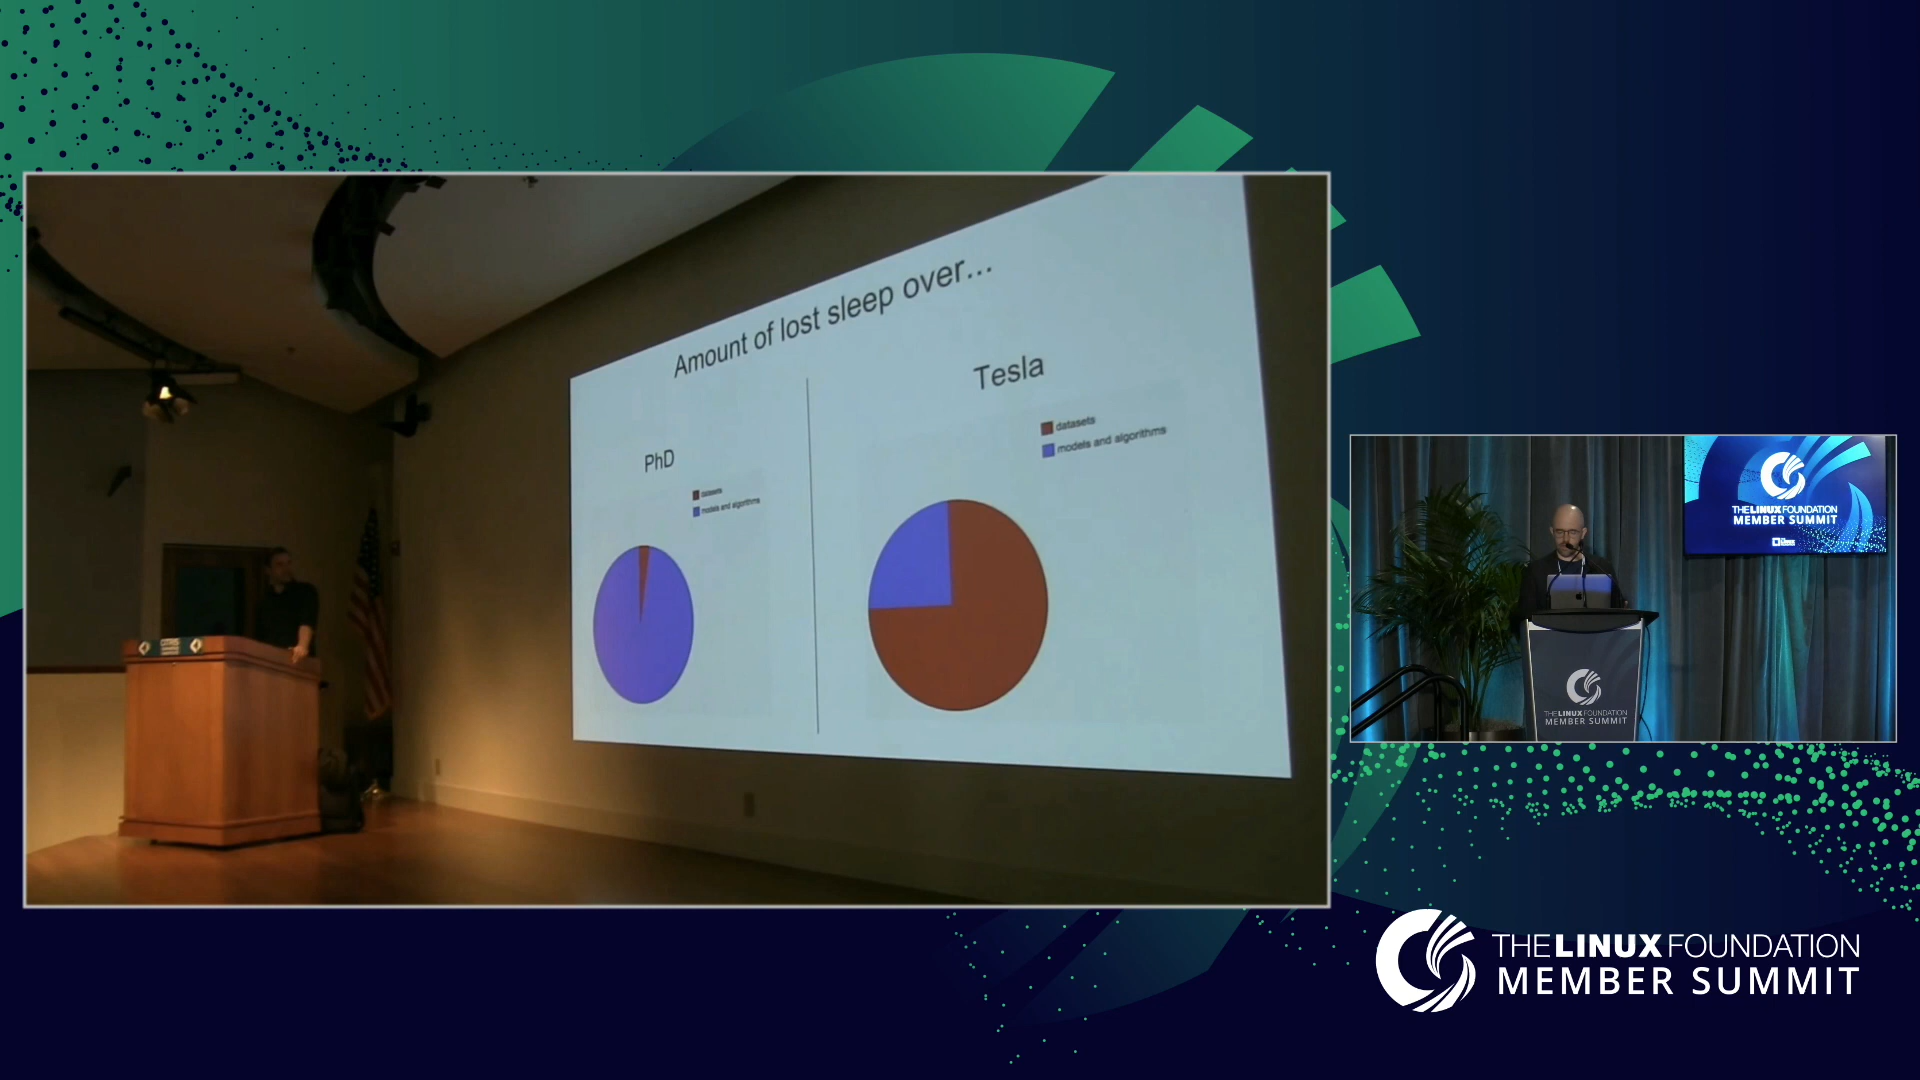 Amount of lost sleep over...
PhD
datasets
models and algorithms
Tesla
datasets
models and algorithms
THE LINUX FOUNDATION
MEMBER SUMMIT
THE LINUX FOUNDATION
MEMBER SUMMIT
THE LINUX FOUNDATION
MEMBER SUMMIT